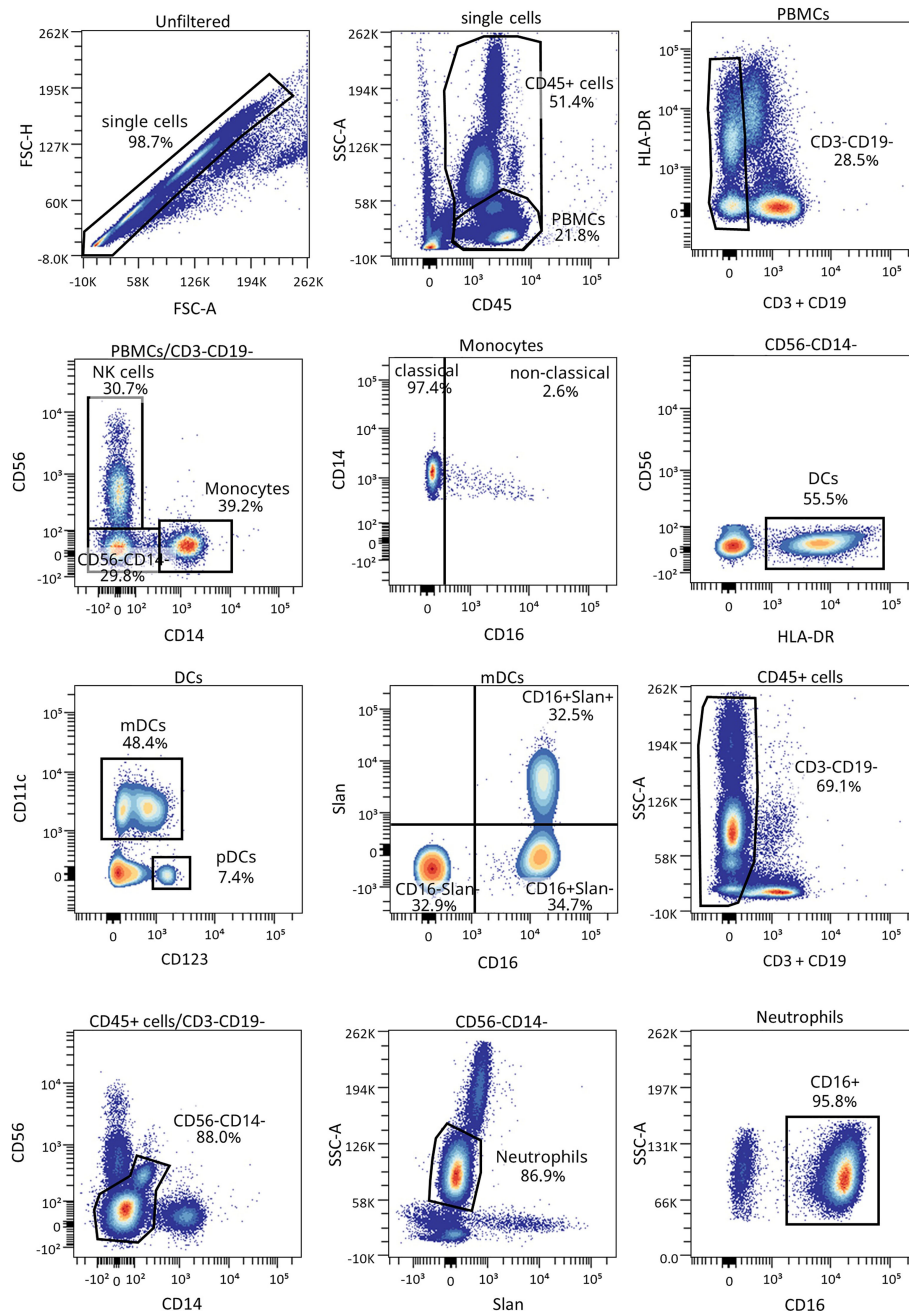 Unfiltered
262K
195K
127K
60K
-8.0K
FSC-H
single cells
98.7%
-10K
58K
126K
194K
262K
FSC-A
single cells
262K
194K
126K
58K
-10K
SSC-A
CD45+ cells
51.4%
PBMCs
21.8%
0
10³
10⁴
10⁵
CD45
PBMCs
10⁵
10⁴
10³
0
HLA-DR
CD3-CD19-
28.5%
0
10³
10⁴
10⁵
CD3 + CD19
PBMCs/CD3-CD19-
10⁴
10³
10²
0
-10²
CD56
NK cells
30.7%
Monocytes
39.2%
CD56-CD14-
29.8%
-10²
0
10²
10³
10⁴
10⁵
CD14
Monocytes
10⁵
10⁴
10³
10²
0
-10²
CD14
classical
97.4%
non-classical
2.6%
0
10³
10⁴
10⁵
CD16
CD56-CD14-
10⁴
10³
10²
0
-10²
CD56
DCs
55.5%
0
10³
10⁴
10⁵
HLA-DR
DCs
10⁵
10⁴
10³
0
CD11c
mDCs
48.4%
pDCs
7.4%
0
10³
10⁴
10⁵
CD123
mDCs
10⁵
10⁴
10³
0
-10³
Slan
CD16+Slan+
32.5%
CD16-Slan-
32.9%
CD16+Slan-
34.7%
0
10³
10⁴
10⁵
CD16
CD45+ cells
262K
194K
126K
58K
-10K
SSC-A
CD3-CD19-
69.1%
0
10³
10⁴
10⁵
CD3 + CD19
CD45+ cells/CD3-CD19-
10⁴
10³
10²
0
-10²
CD56
CD56-CD14-
88.0%
-10²
0
10²
10³
10⁴
10⁵
CD14
CD56-CD14-
262K
194K
126K
58K
-10K
SSC-A
Neutrophils
86.9%
-10³
0
10³
10⁴
10⁵
Slan
Neutrophils
262K
197K
131K
66K
0.0
SSC-A
CD16+
95.8%
0
10³
10⁴
10⁵
CD16